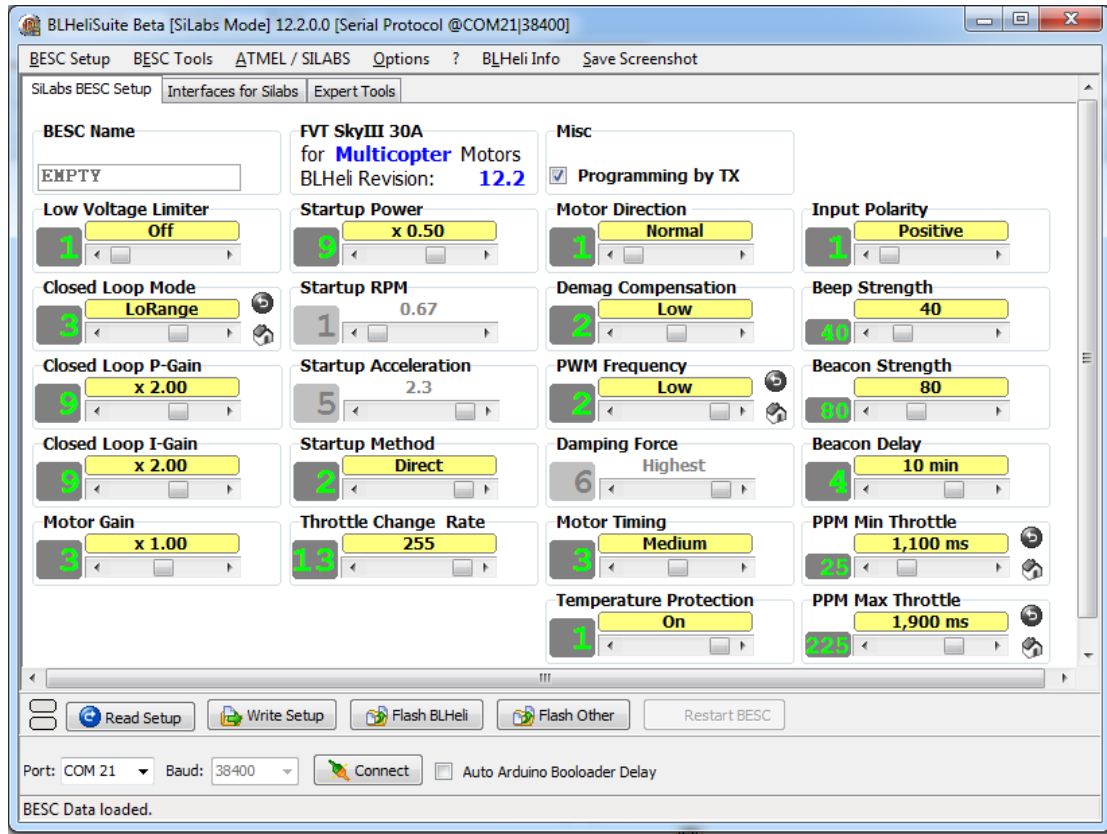 BLHeliSuite Beta [SiLabs Mode] 12.2.0.0 [Serial Protocol @COM21|38400]
BESC Setup BESC Tools ATMEL / SILABS Options ? BLHeli Info Save Screenshot
SiLabs BESC Setup Interfaces for Silabs Expert Tools
BESC Name
EMPTY
FVT SkyIII 30A
for Multicopter Motors
BLHeli Revision: 12.2
Misc
Programming by TX
Low Voltage Limiter
Off
1
Startup Power
x 0.50
9
Motor Direction
Normal
1
Input Polarity
Positive
1
Closed Loop Mode
LoRange
3
Startup RPM
0.67
1
Demag Compensation
Low
2
Beep Strength
40
40
Closed Loop P-Gain
x 2.00
9
Startup Acceleration
2.3
5
PWM Frequency
Low
2
Beacon Strength
80
80
Closed Loop I-Gain
x 2.00
9
Startup Method
Direct
2
Damping Force
Highest
6
Beacon Delay
10 min
4
Motor Gain
x 1.00
3
Throttle Change Rate
255
13
Motor Timing
Medium
3
PPM Min Throttle
1,100 ms
25
Temperature Protection
On
1
PPM Max Throttle
1,900 ms
225
Read Setup Write Setup Flash BLHeli Flash Other Restart BESC
Port: COM 21 Baud: 38400 Connect Auto Arduino Booloader Delay
BESC Data loaded.